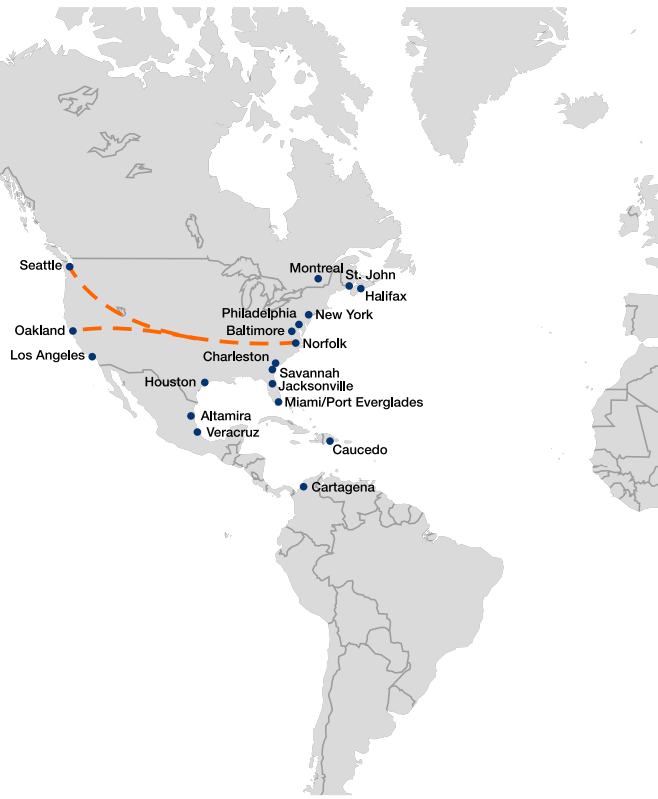 Seattle
Montreal
St. John
Halifax
Philadelphia
New York
Oakland
Baltimore
Norfolk
Los Angeles
Charleston
Savannah
Houston
Jacksonville
Miami/Port Everglades
Altamira
Veracruz
Caucedo
Cartagena